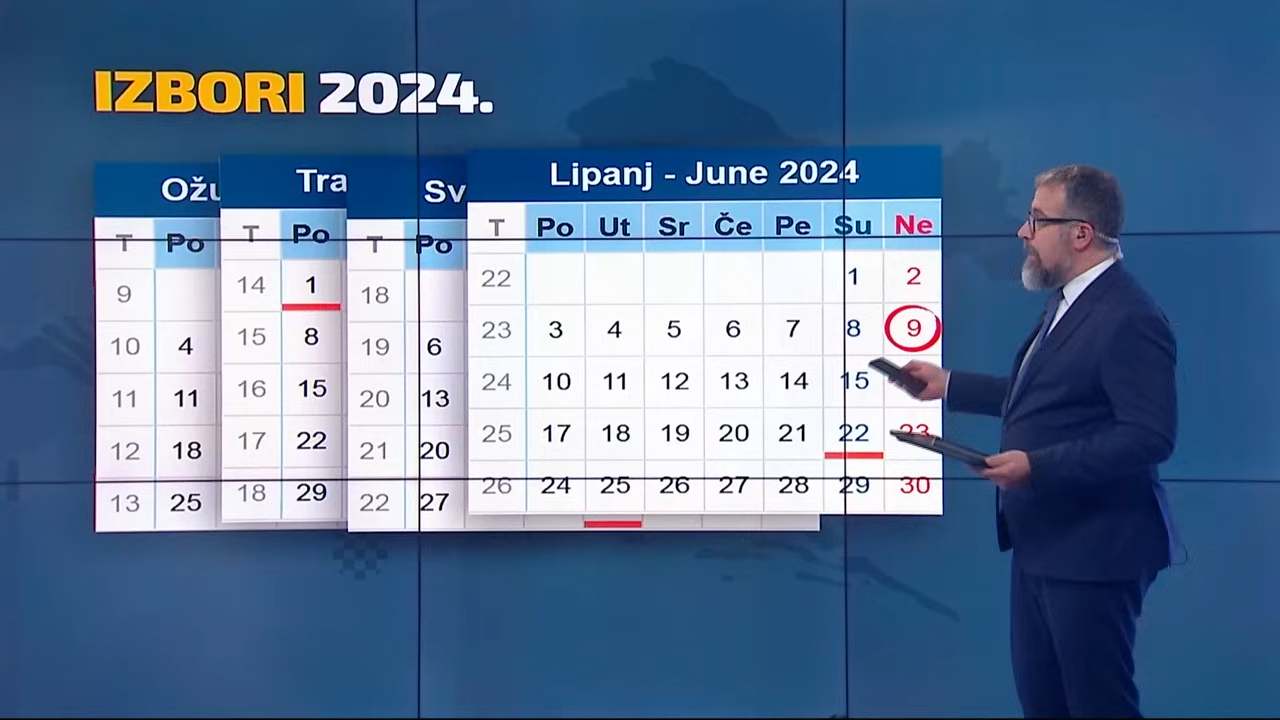 IZBORI 2024.
Ožu
T Po
9
10 4
11 11
12 18
13 25
Tra
T Po
14 1
15 8
16 15
17 22
18 29
Sv
T Po
18
19 6
20 13
21 20
22 27
Lipanj - June 2024
T Po Ut Sr Če Pe Su Ne
22 1 2
23 3 4 5 6 7 8 9
24 10 11 12 13 14 15
25 17 18 19 20 21 22 23
26 24 25 26 27 28 29 30